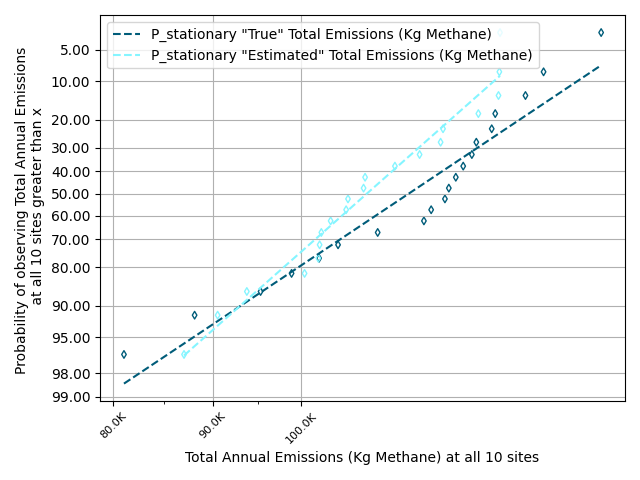 P_stationary "True" Total Emissions (Kg Methane)
P_stationary "Estimated" Total Emissions (Kg Methane)
Probability of observing Total Annual Emissions
at all 10 sites greater than x
5.00
10.00
20.00
30.00
40.00
50.00
60.00
70.00
80.00
90.00
95.00
98.00
99.00
80.0K
90.0K
100.0K
Total Annual Emissions (Kg Methane) at all 10 sites